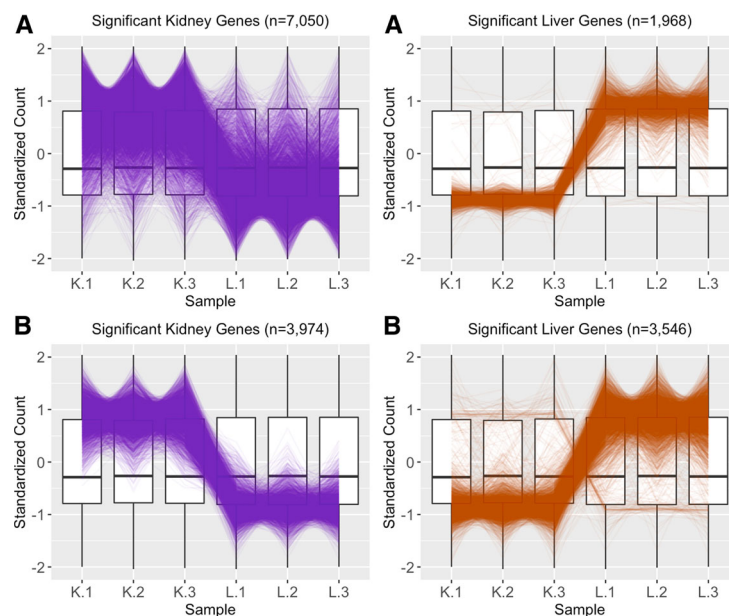 A Significant Kidney Genes (n=7,050)
Standardized Count
2
1
0
-1
-2
K.1 K.2 K.3 L.1 L.2 L.3
Sample
A Significant Liver Genes (n=1,968)
Standardized Count
2
1
0
-1
-2
K.1 K.2 K.3 L.1 L.2 L.3
Sample
B Significant Kidney Genes (n=3,974)
Standardized Count
2
1
0
-1
-2
K.1 K.2 K.3 L.1 L.2 L.3
Sample
B Significant Liver Genes (n=3,546)
Standardized Count
2
1
0
-1
-2
K.1 K.2 K.3 L.1 L.2 L.3
Sample